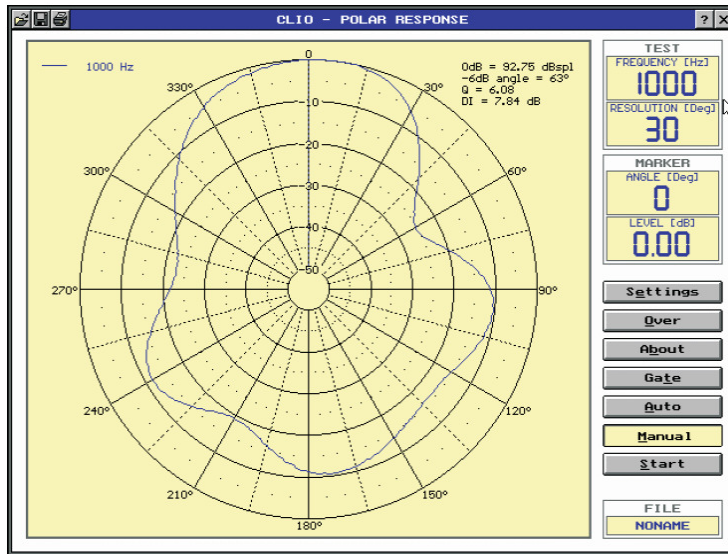 CLIO - POLAR RESPONSE
? X
1000 Hz
0dB = 92.75 dBspl
-6dB angle = 63°
Q = 6.08
DI = 7.84 dB
0
330°
30°
-10
-20
300°
60°
-30
-40
-50
270°
90°
240°
120°
210°
150°
180°
TEST
FREQUENCY [Hz]
1000
RESOLUTION [Deg]
30
MARKER
ANGLE [Deg]
0
LEVEL [dB]
0.00
Settings
Over
About
Gate
Auto
Manual
Start
FILE
NONAME